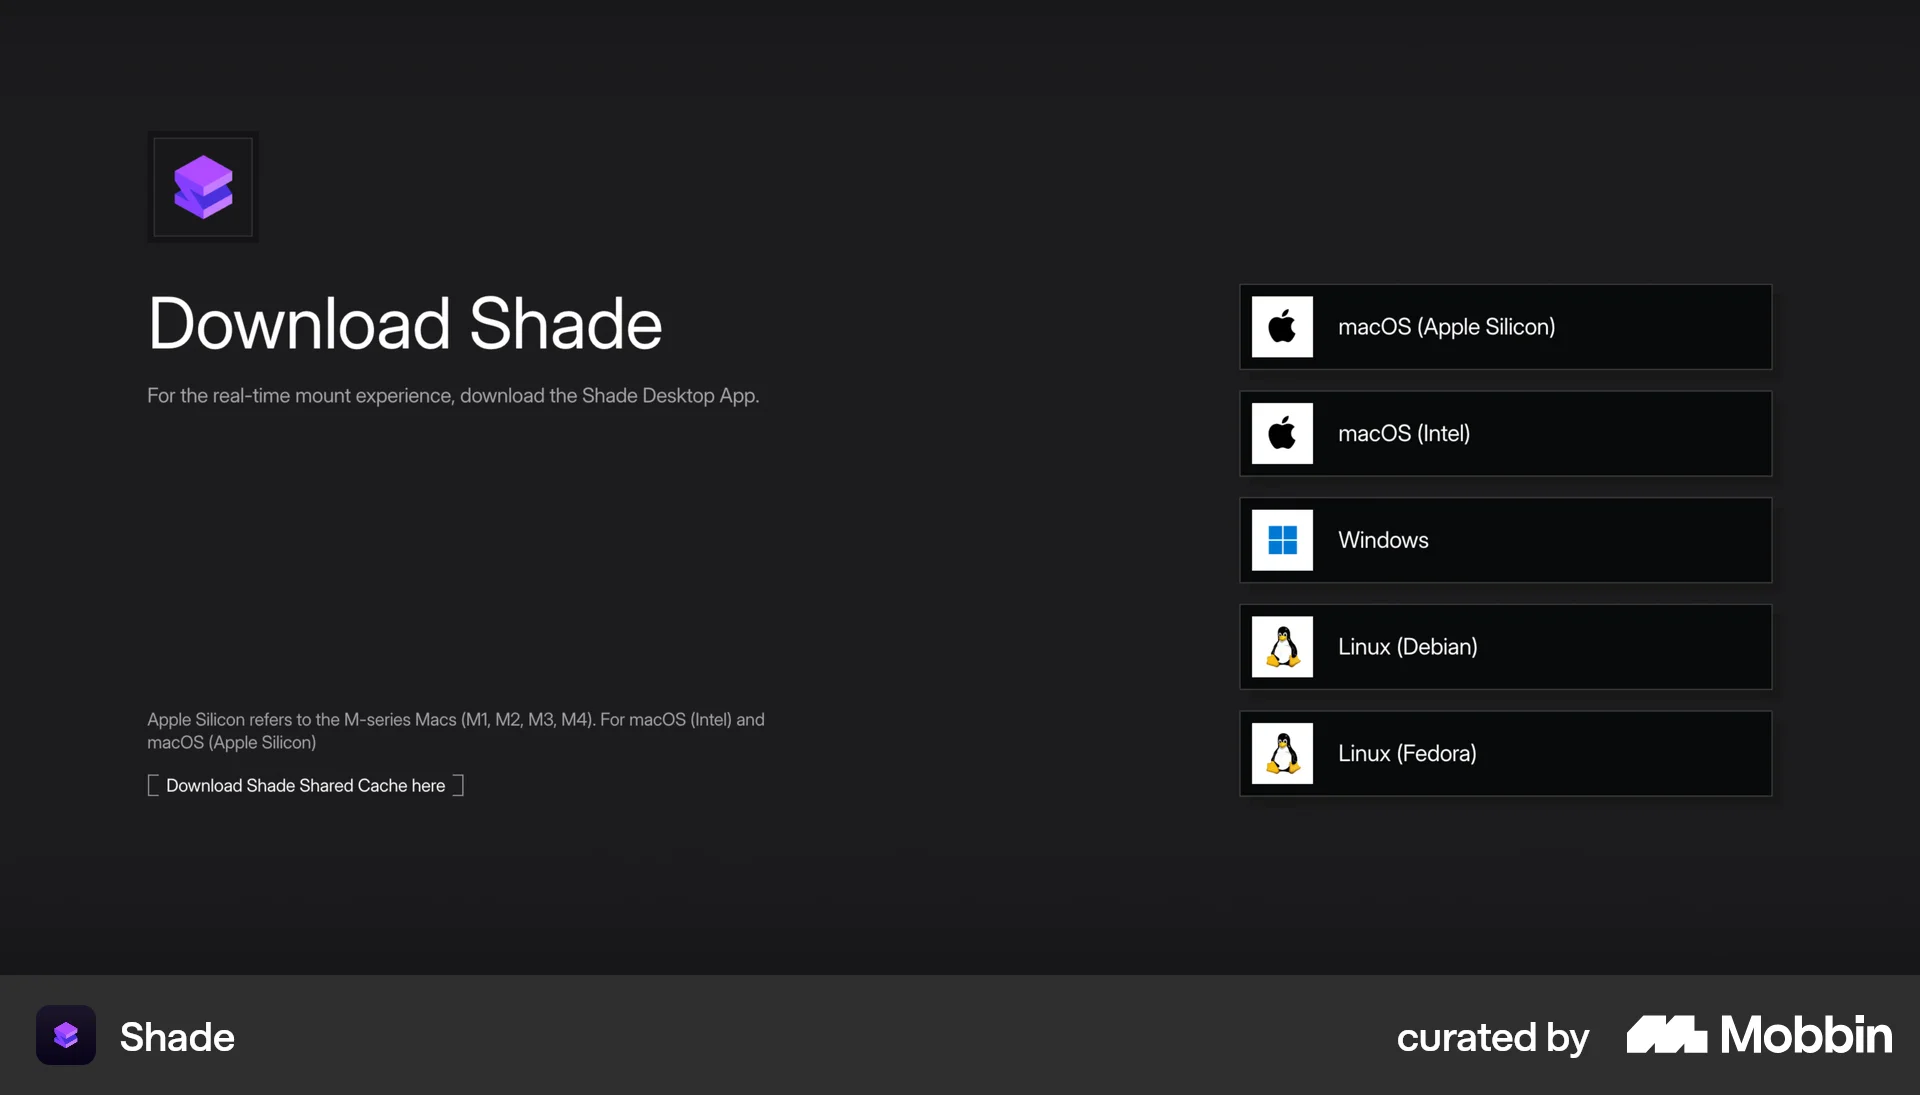 Download Shade
For the real-time mount experience, download the Shade Desktop App.
Apple Silicon refers to the M-series Macs (M1, M2, M3, M4). For macOS (Intel) and
macOS (Apple Silicon)
Download Shade Shared Cache here
macOS (Apple Silicon)
macOS (Intel)
Windows
Linux (Debian)
Linux (Fedora)
Shade
curated by Mobbin